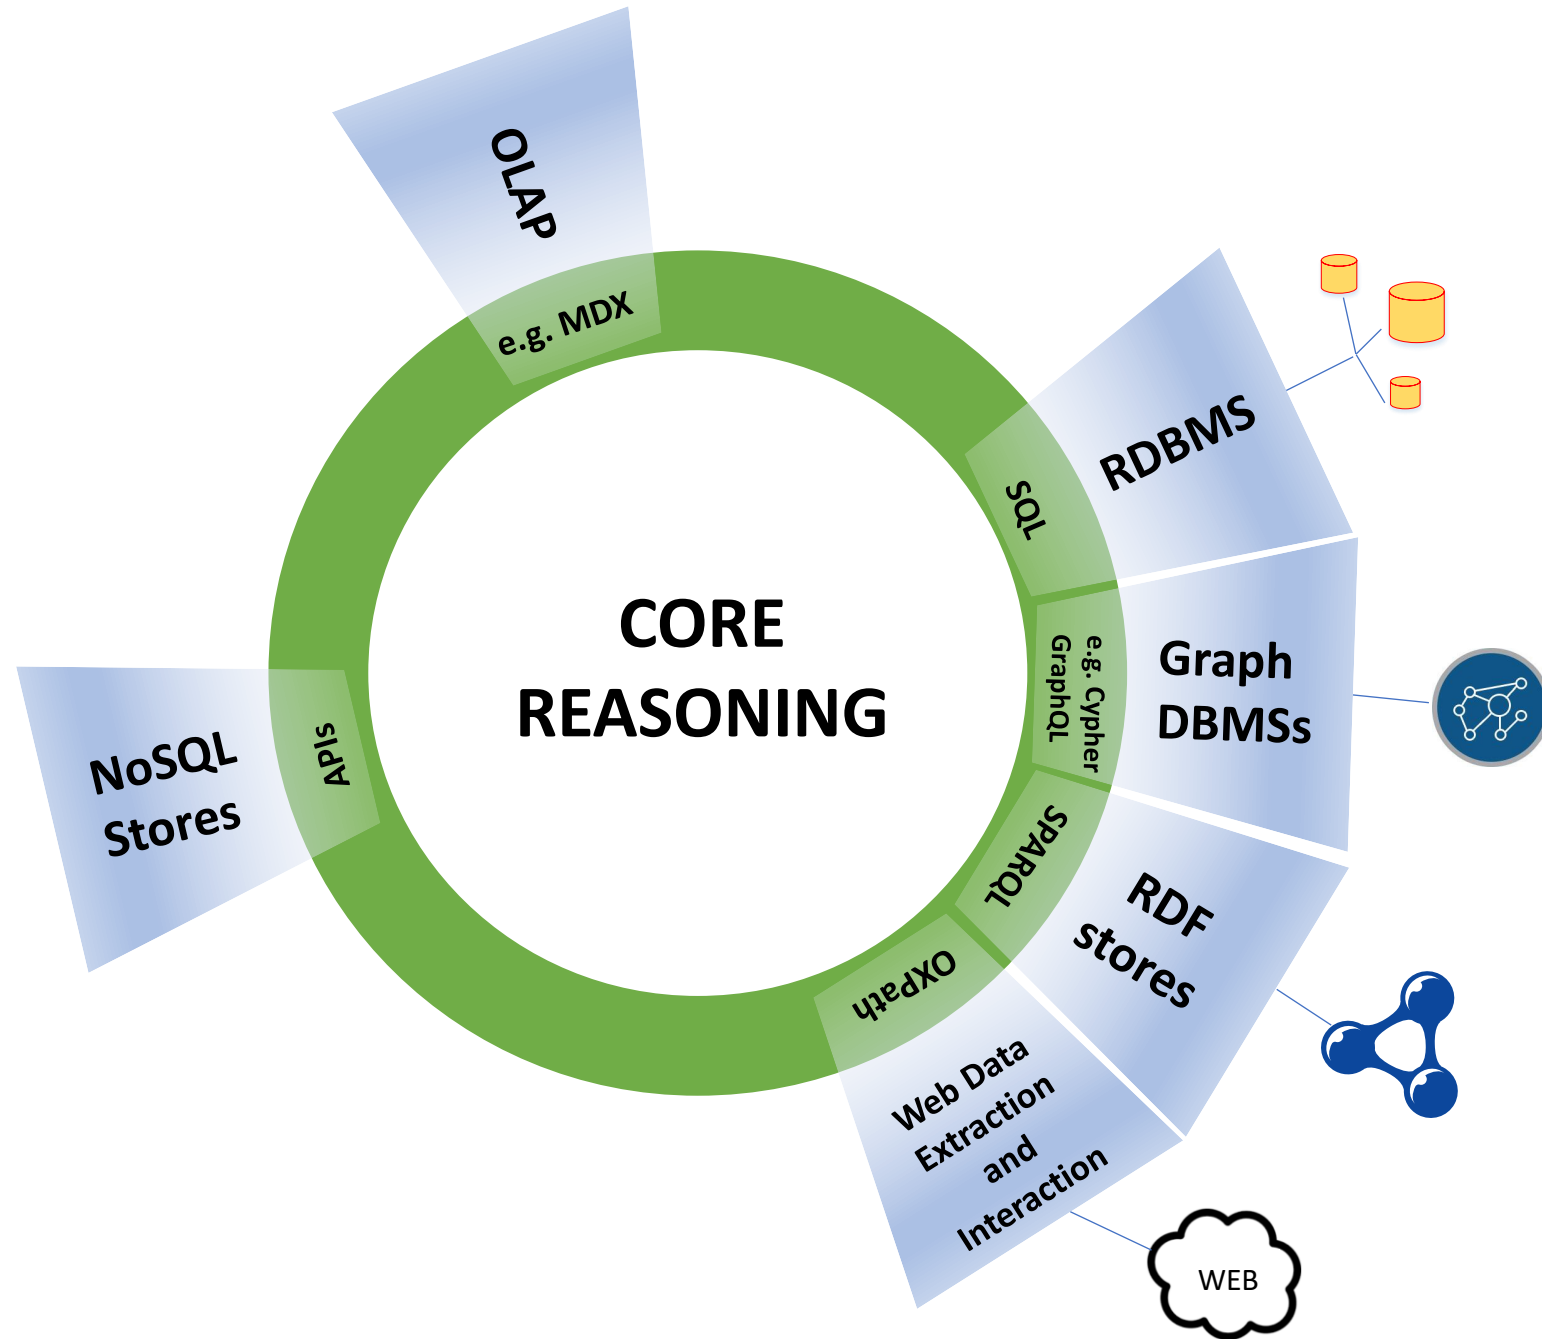 OLAP
e.g. MDX
RDBMS
SQL
CORE
REASONING
e.g. Cypher
GraphQL
Graph
DBMSs
NoSQL
Stores
APIs
SPARQL
RDF
stores
OXPath
Web Data
Extraction
and
Interaction
WEB